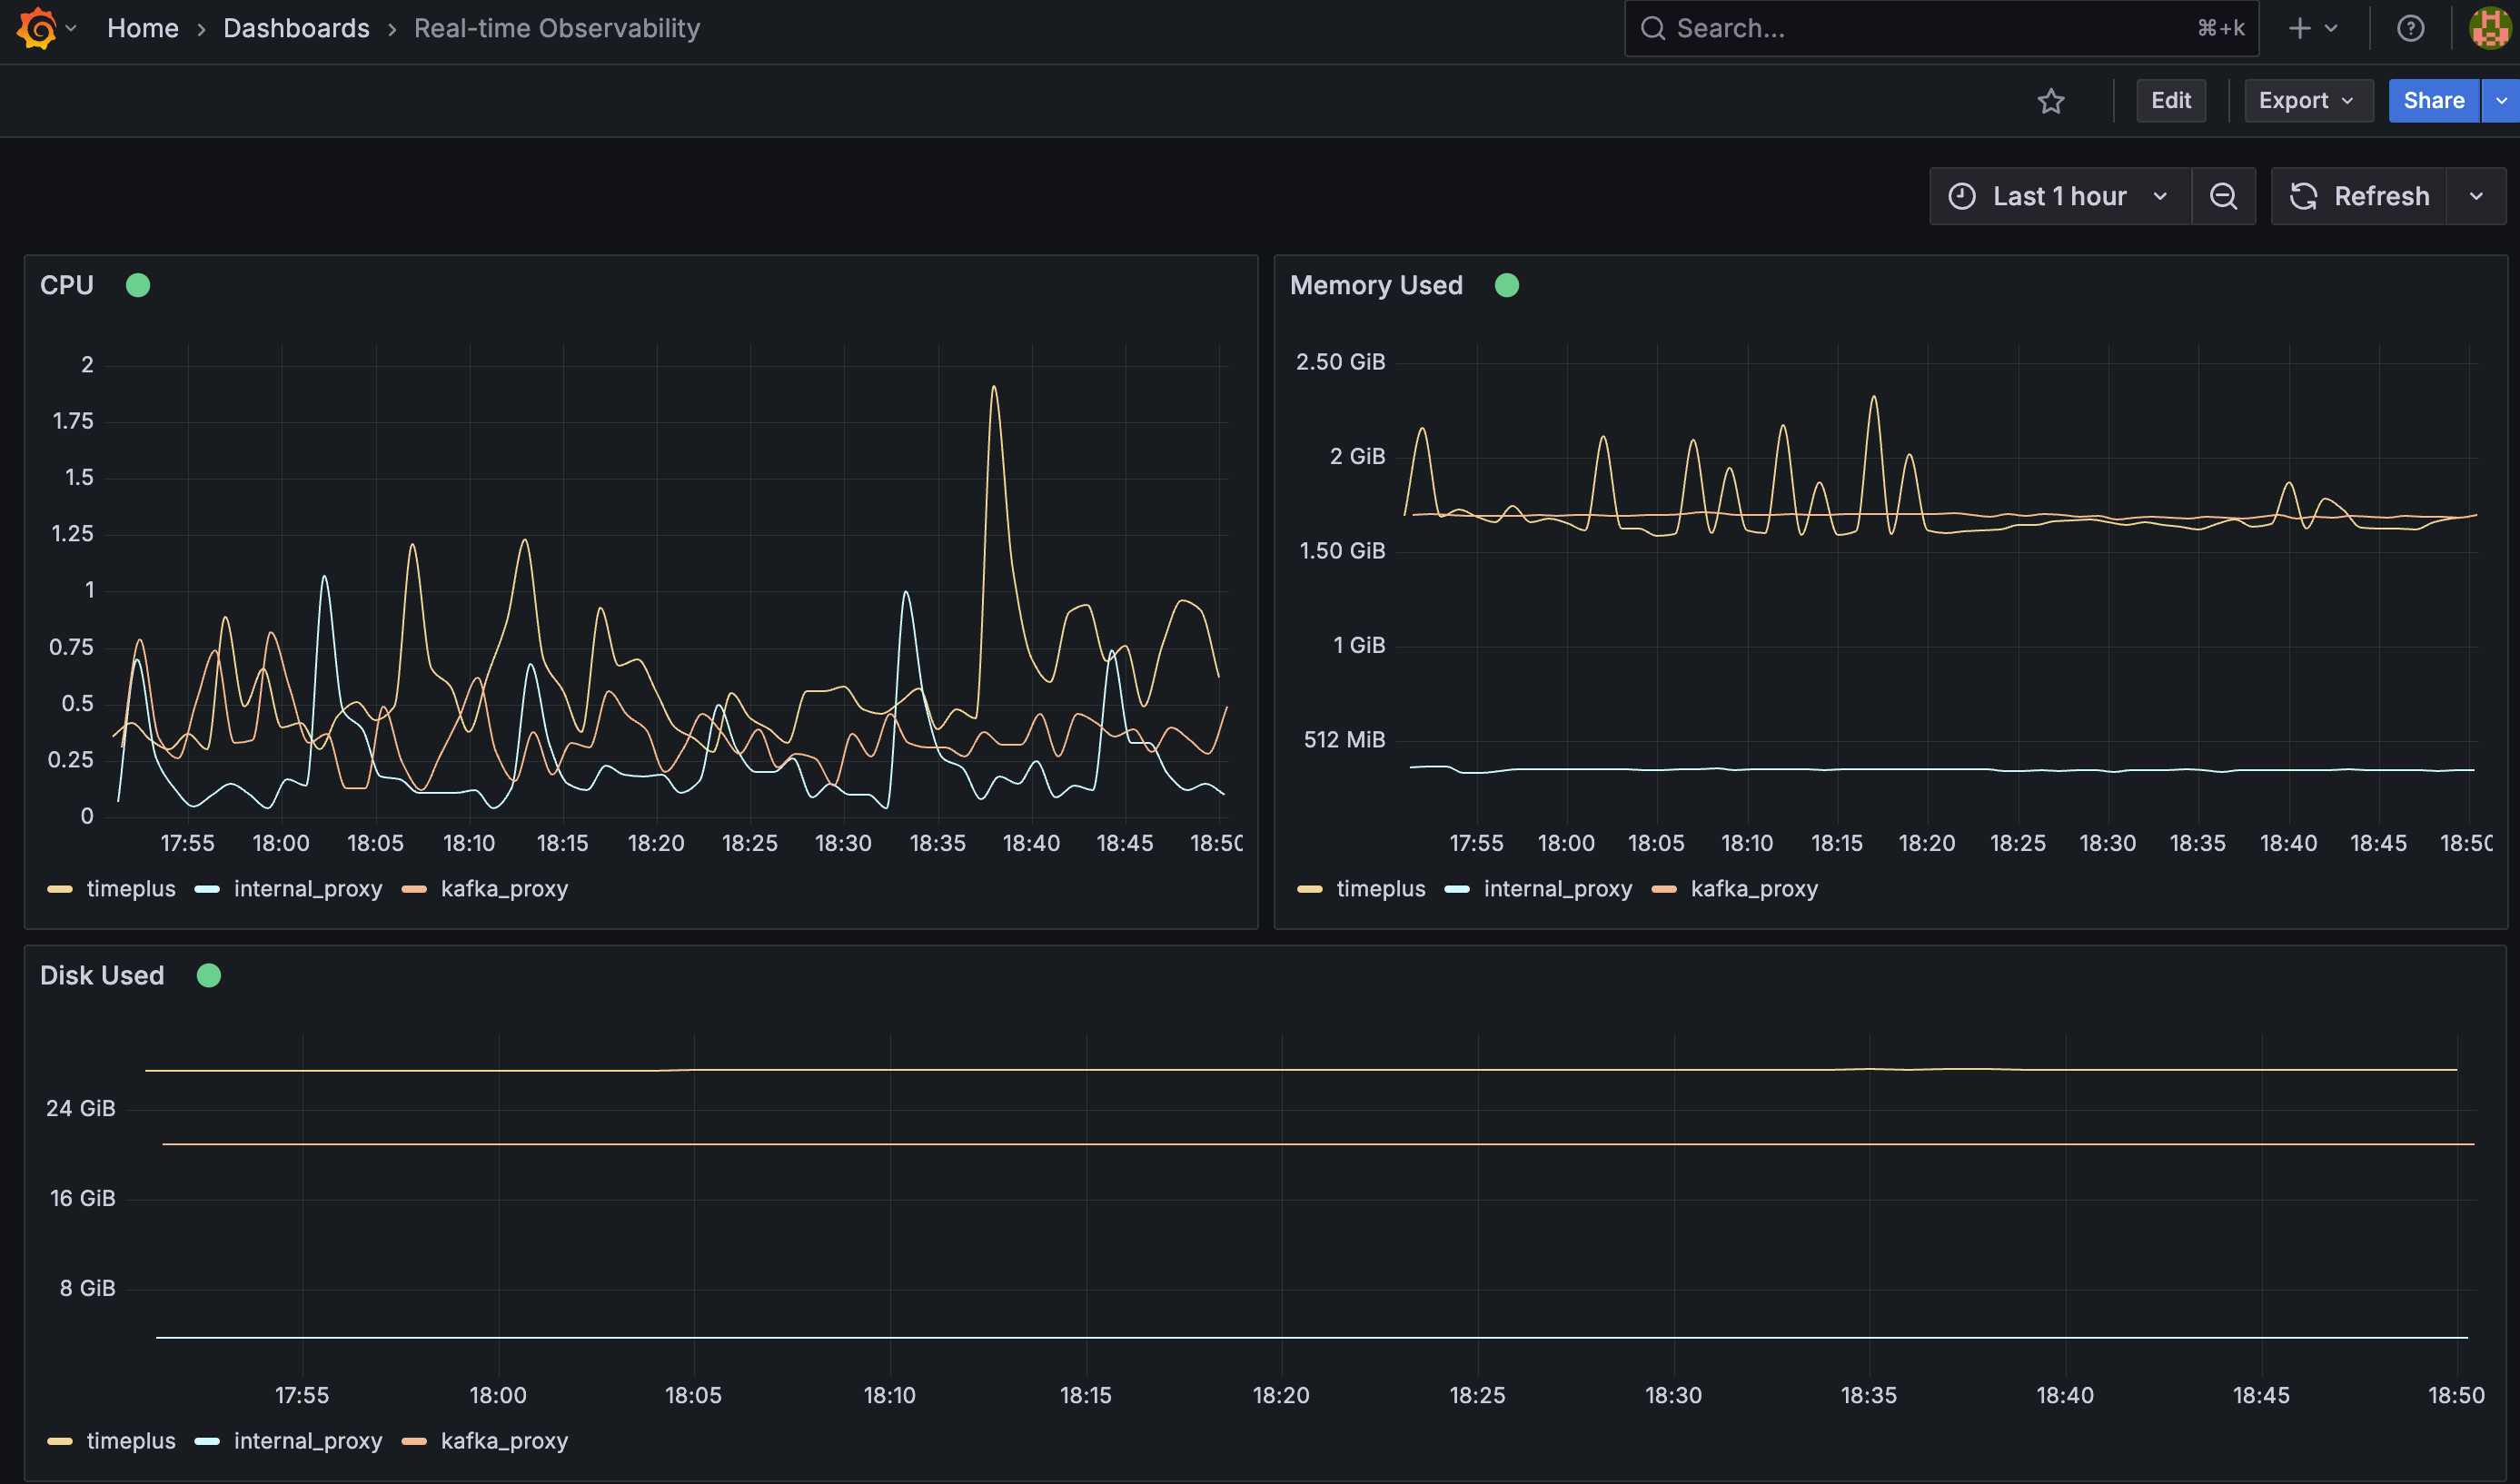 Home › Dashboards › Real-time Observability
Search...
⌘+k
Edit
Export
Share
Last 1 hour
Refresh
CPU
2
1.75
1.5
1.25
1
0.75
0.5
0.25
0
17:55 18:00 18:05 18:10 18:15 18:20 18:25 18:30 18:35 18:40 18:45 18:50
timeplus internal_proxy kafka_proxy
Memory Used
2.50 GiB
2 GiB
1.50 GiB
1 GiB
512 MiB
17:55 18:00 18:05 18:10 18:15 18:20 18:25 18:30 18:35 18:40 18:45 18:50
timeplus internal_proxy kafka_proxy
Disk Used
24 GiB
16 GiB
8 GiB
17:55 18:00 18:05 18:10 18:15 18:20 18:25 18:30 18:35 18:40 18:45 18:50
timeplus internal_proxy kafka_proxy